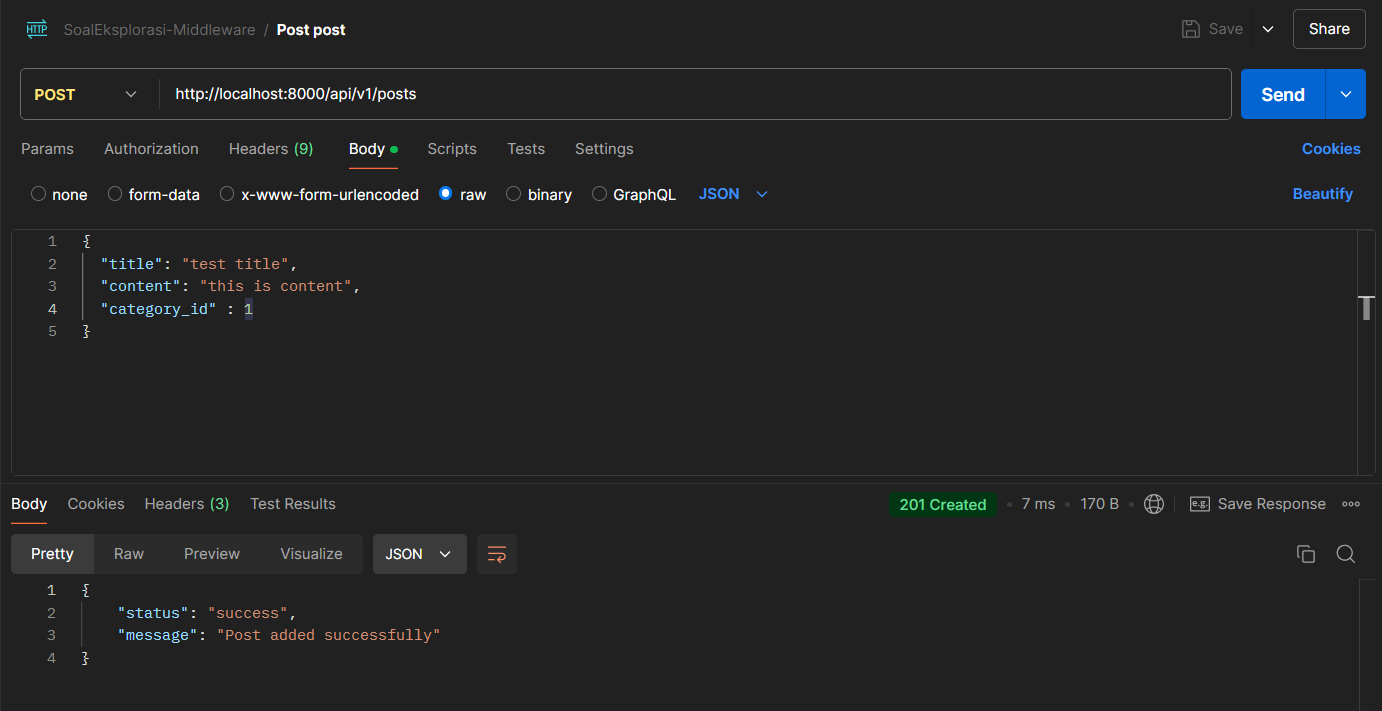 HTTP SoalEksplorasi-Middleware / Post post Save Share
POST http://localhost:8000/api/v1/posts Send
Params Authorization Headers (9) Body Scripts Tests Settings Cookies
none form-data x-www-form-urlencoded raw binary GraphQL JSON Beautify
1 {
2 "title": "test title",
3 "content": "this is content",
4 "category_id" : 1
5 }
Body Cookies Headers (3) Test Results 201 Created • 7 ms • 170 B • e.g. Save Response
Pretty Raw Preview Visualize JSON
1 {
2 "status": "success",
3 "message": "Post added successfully"
4 }